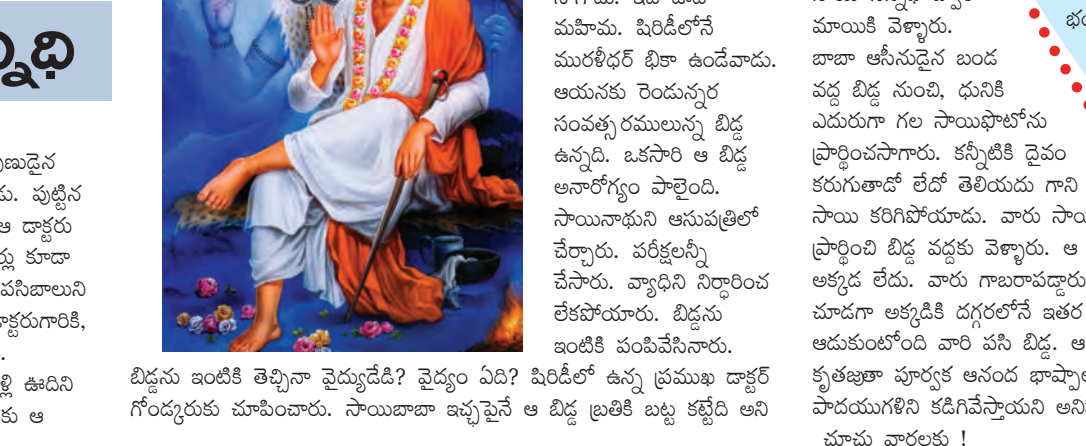 న్నిధి
ణుడైన
డు. పుట్టిన
ఆ డాక్టరు
ర్లు కూడా
పసిబాలుని
క్టరుగారికి,
ళ్లి ఊదిని
కు ఆ
మహిమ. షిరిడీలోనే
మురళీధర్ భికా ఉండేవాడు.
ఆయనకు రెండున్నర
సంవత్సరములున్న బిడ్డ
ఉన్నది. ఒకసారి ఆ బిడ్డ
అనారోగ్యం పాలైంది.
సాయినాథుని ఆసుపత్రిలో
చేర్చారు. పరీక్షలన్నీ
చేసారు. వ్యాధిని నిర్ధారించ
లేకపోయారు. బిడ్డను
ఇంటికి పంపివేసినారు.
బిడ్డను ఇంటికి తెచ్చినా వైద్యుడేడి? వైద్యం ఏది? షిరిడీలో ఉన్న ప్రముఖ డాక్టర్
గోండ్కరుకు చూపించారు. సాయిబాబా ఇచ్ఛపైనే ఆ బిడ్డ బ్రతికి బట్ట కట్టేది అని
మాయికి వెళ్ళారు.
బాబా ఆసీనుడైన బండ
వద్ద బిడ్డ నుంచి, ధునికి
ఎదురుగా గల సాయిఫొటోను
ప్రార్థించసాగారు. కన్నీటికి దైవం
కరుగుతాడో లేదో తెలియదు గాని
సాయి కరిగిపోయాడు. వారు సాయి
ప్రార్థించి బిడ్డ వద్దకు వెళ్ళారు. ఆ
అక్కడ లేదు. వారు గాబరాపడ్డారు
చూడగా అక్కడికి దగ్గరలోనే ఇతర
ఆడుకుంటోంది వారి పసి బిడ్డ. ఆ
కృతజ్ఞతా పూర్వక ఆనంద భాష్పా
పాదయుగళిని కడిగివేస్తాయని అని
చూచు వారలకు !